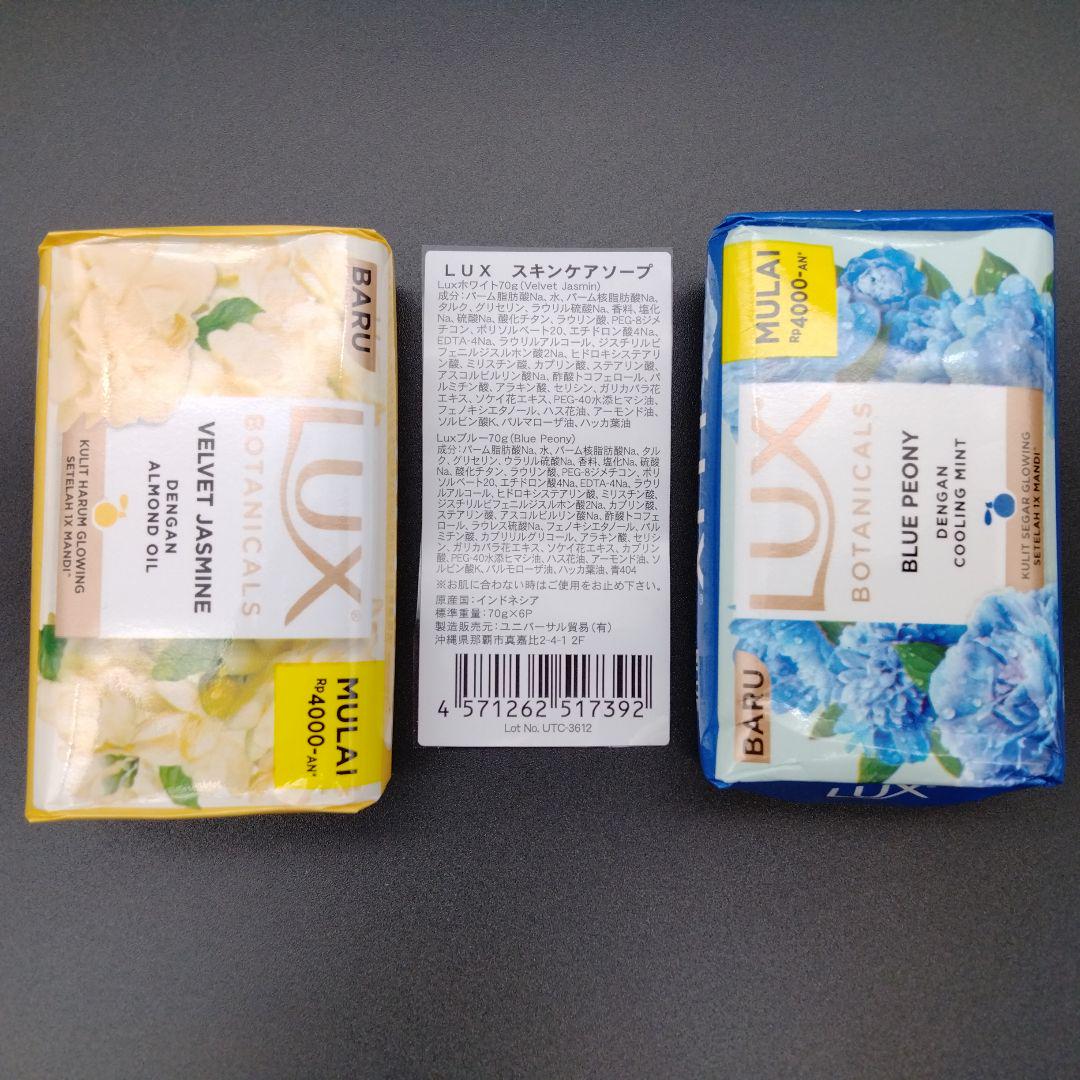 BARU
LUX
BOTANICALS
VELVET JASMINE
DENGAN
ALMOND OIL
KULIT HARUM GLOWING
SETELAH 1X MANDI*
MULAI
Rp4000-AN*
LUX スキンケアソープ
Luxホワイト70g(Velvet Jasmin)
成分:パーム脂肪酸Na、水、パーム核脂肪酸Na、
タルク、グリセリン、ラウリル硫酸Na、香料、塩化
Na、硫酸Na、酸化チタン、ラウリン酸、PEG-8ジメ
チコン、ポリソルベート20、エチドロン酸4Na、
EDTA-4Na、ラウリルアルコール、ジスチリルビ
フェニルジスルホン酸2Na、ヒドロキシステアリ
ン酸、ミリスチン酸、カプリン酸、ステアリン酸、
アスコルビルリン酸Na、酢酸トコフェロール、パ
ルミチン酸、アラキン酸、セリシン、ガリカバラ花
エキス、ソケイ花エキス、PEG-40水添ヒマシ油、
フェノキシエタノール、ハス花油、アーモンド油、
ソルビン酸K、パルマローザ油、ハッカ葉油
Luxブルー70g(Blue Peony)
成分:パーム脂肪酸Na、水、パーム核脂肪酸Na、タル
ク、グリセリン、ウラリル硫酸Na、香料、塩化Na、硫酸
Na、酸化チタン、ラウリン酸、PEG-8ジメチコン、ポリ
ソルベート20、エチドロン酸4Na、EDTA-4Na、ラウリ
ルアルコール、ヒドロキシステアリン酸、ミリスチン酸、
ジスチリルビフェニルジスルホン酸2Na、カプリン酸、
ステアリン酸、アスコルビルリン酸Na、酢酸トコフェ
ロール、ラウレス硫酸Na、フェノキシエタノール、パル
ミチン酸、カプリリルグリコール、アラキン酸、セリシ
ン、ガリカバラ花エキス、ソケイ花エキス、カプリン
酸、PEG-40水添ヒマシ油、ハス花油、アーモンド油、ソ
ルビン酸K、パルモローザ油、ハッカ葉油、青404
※お肌に合わない時はご使用をお止め下さい。
原産国:インドネシア
標準重量:70g×6P
製造販売元:ユニバーサル貿易(有)
沖縄県那覇市真嘉比2-4-1 2F
4 571262 517392
Lot No. UTC-3612
MULAI
Rp4000-AN*
LUX
BOTANICALS
BLUE PEONY
DENGAN
COOLING MINT
KULIT SEGAR GLOWING
SETELAH 1X MANDI*
BARU
LUX